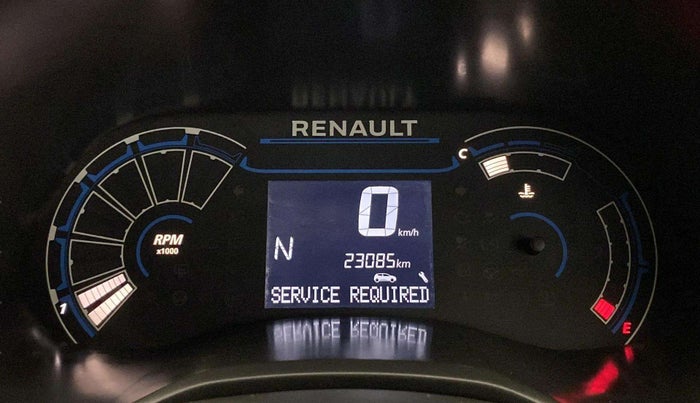 RENAULT
C
0
km/h
RPM
x1000
N
23085km
1
SERVICE REQUIRED
E